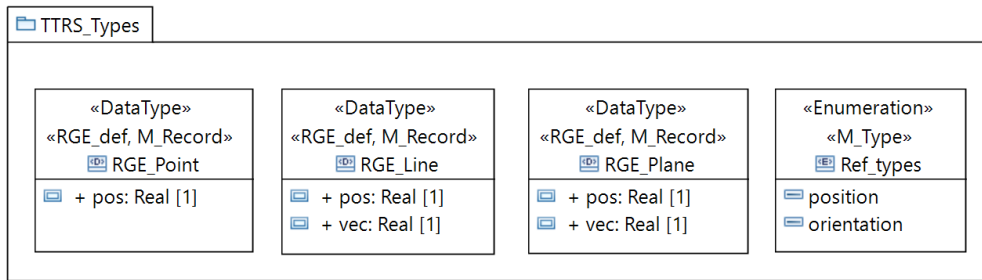 TTRS_Types
«DataType»
«RGE_def, M_Record»
RGE_Point
+ pos: Real [1]
«DataType»
«RGE_def, M_Record»
RGE_Line
+ pos: Real [1]
+ vec: Real [1]
«DataType»
«RGE_def, M_Record»
RGE_Plane
+ pos: Real [1]
+ vec: Real [1]
«Enumeration»
«M_Type»
Ref_types
position
orientation